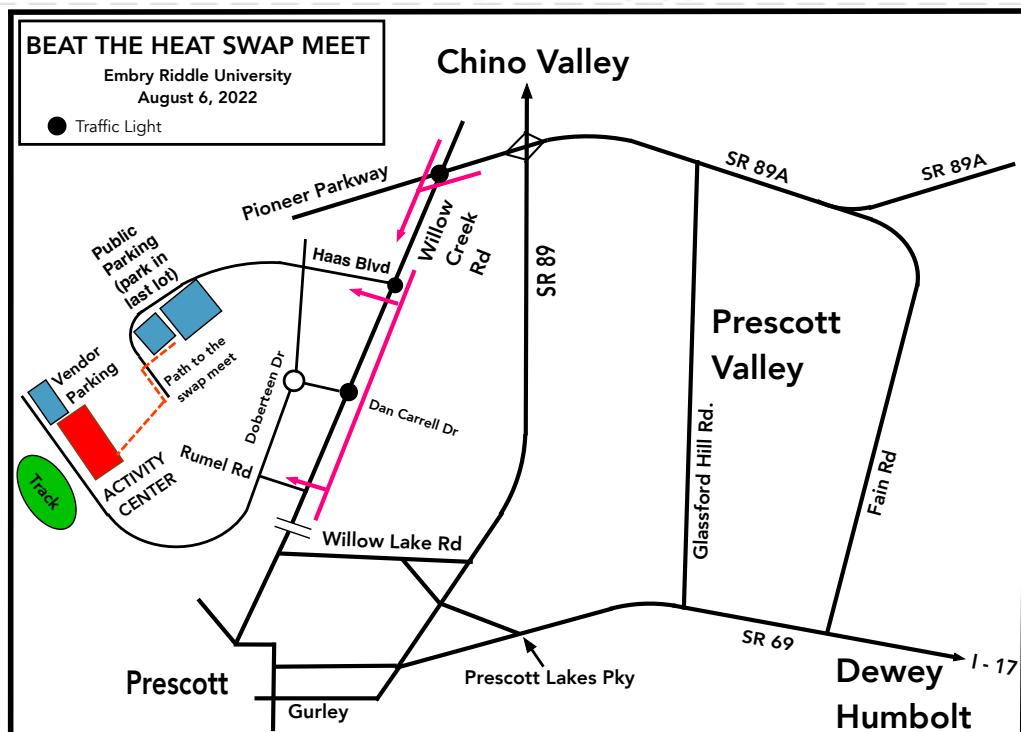 BEAT THE HEAT SWAP MEET
Embry Riddle University
August 6, 2022
Traffic Light
Chino Valley
Pioneer Parkway
Willow
Creek
Rd
SR 89
SR 89A
SR 89A
Haas Blvd
Public
Parking
(park in
last lot)
Path to the
swap meet
Vendor
Parking
ACTIVITY
CENTER
Track
Doberteen Dr
Dan Carrell Dr
Rumel Rd
Willow Lake Rd
Prescott
Valley
Glassford Hill Rd.
Fain Rd
SR 69
I - 17
Prescott Lakes Pky
Prescott
Gurley
Dewey
Humbolt